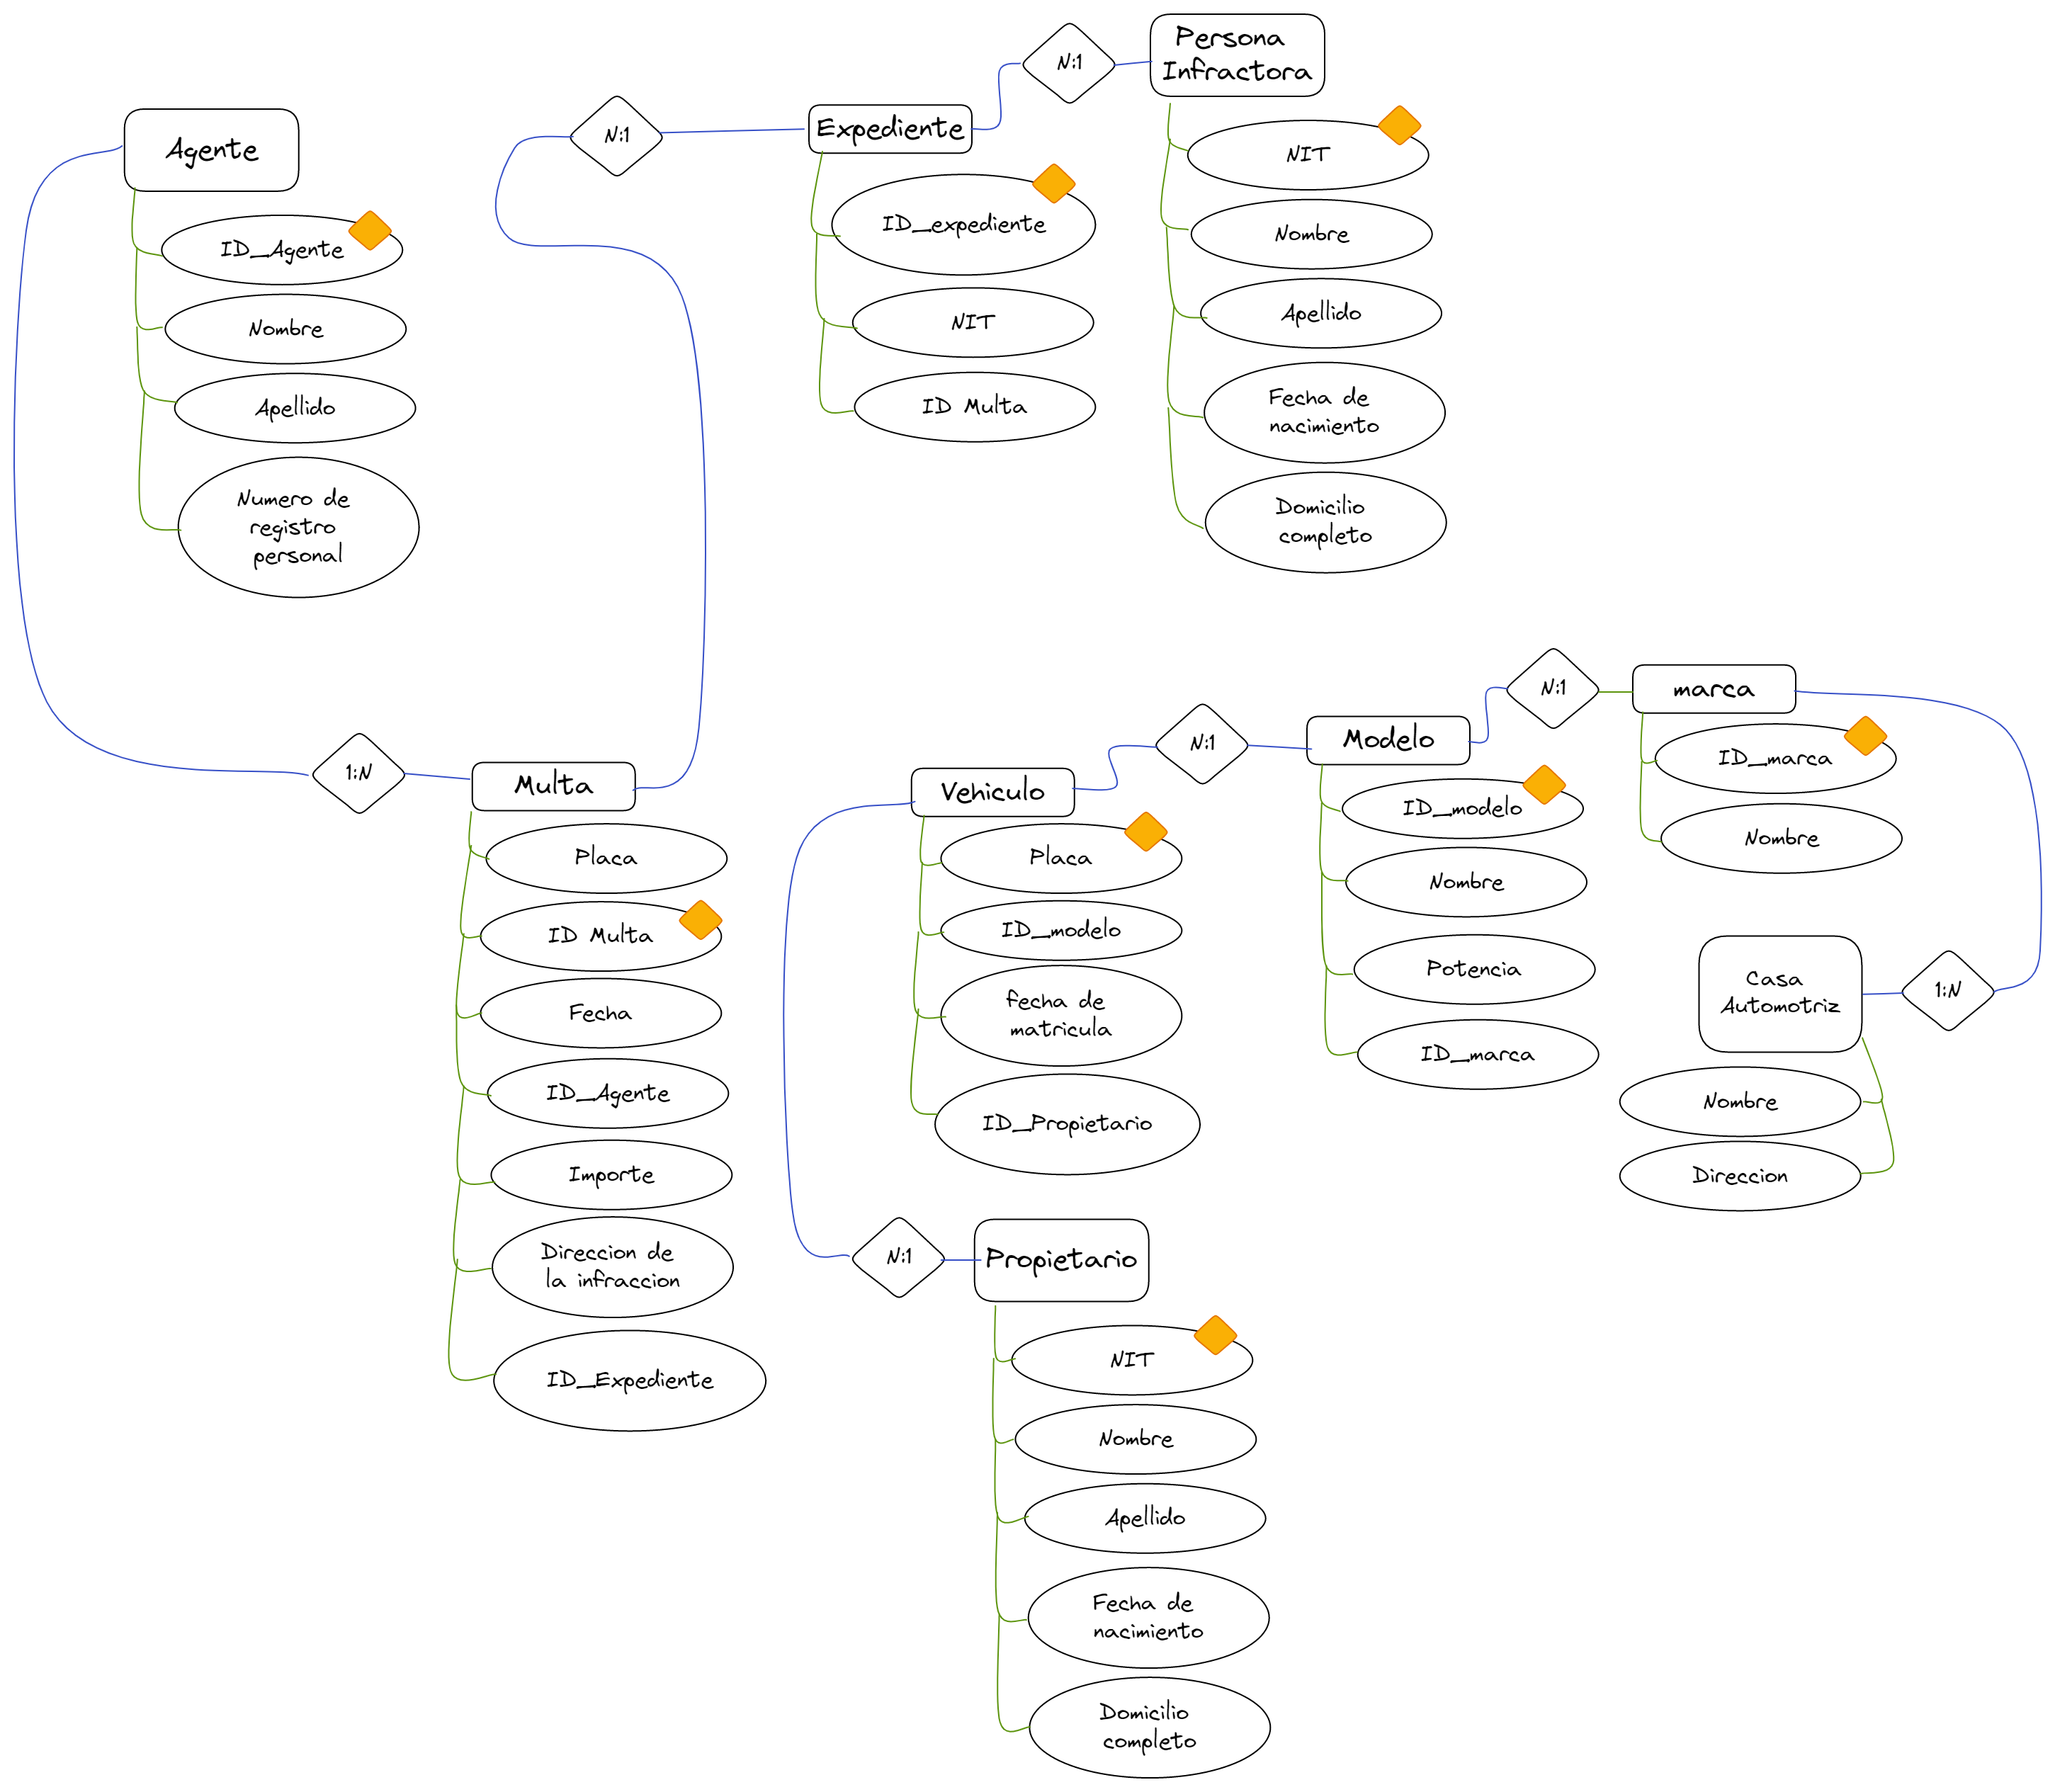 Persona
Infractora
N:1
Expediente
N:1
Agente
NIT
Nombre
Apellido
Fecha de
nacimiento
Domicilio
completo
ID_expediente
NIT
ID Multa
ID_Agente
Nombre
Apellido
Numero de
registro
personal
1:N
Multa
Placa
ID Multa
Fecha
ID_Agente
Importe
Direccion de
la infraccion
ID_Expediente
Vehiculo
Placa
ID_modelo
fecha de
matricula
ID_Propietario
N:1
Modelo
ID_modelo
Nombre
Potencia
ID_marca
N:1
marca
ID_marca
Nombre
Casa
Automotriz
1:N
Nombre
Direccion
N:1
Propietario
NIT
Nombre
Apellido
Fecha de
nacimiento
Domicilio
completo